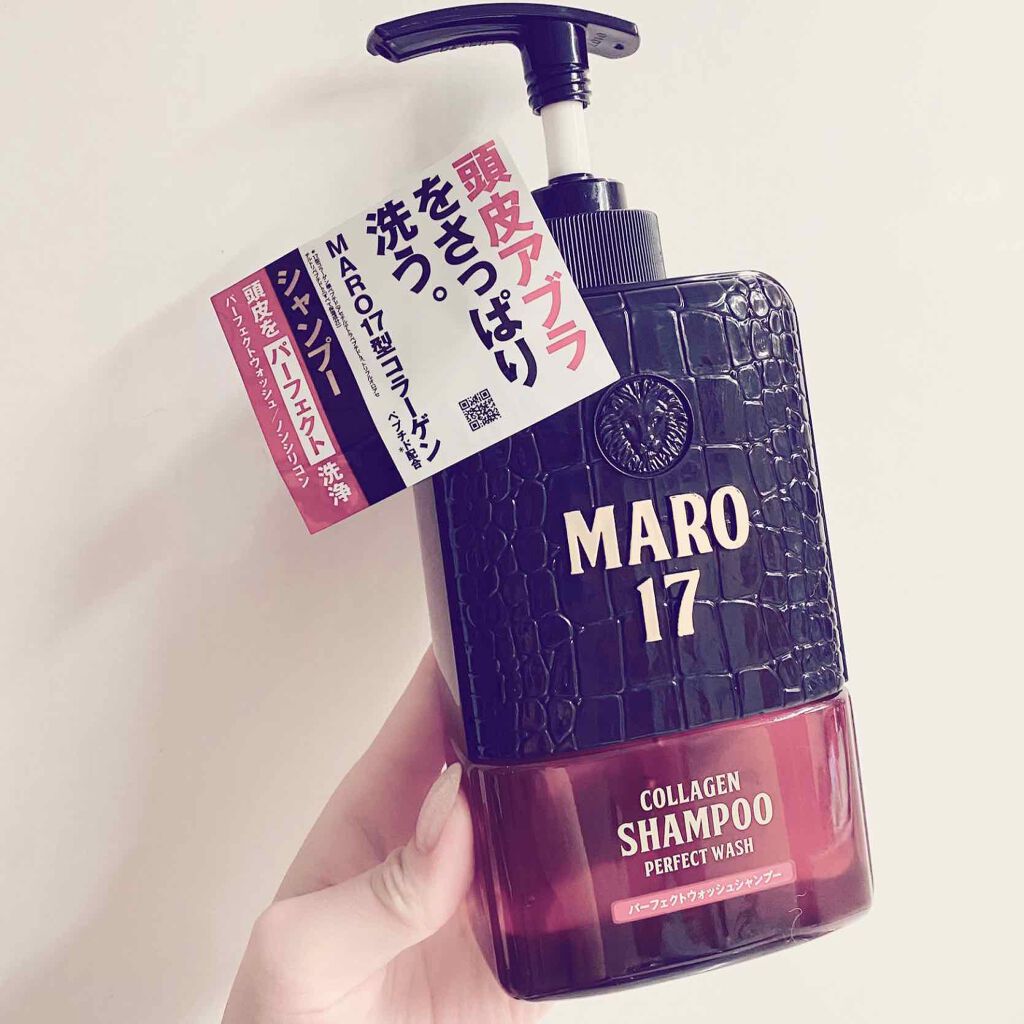 頭皮アブラ
をさっぱり
洗う。
MARO17型コラーゲン
ペプチド配合*
シャンプー
頭皮をパーフェクト洗浄
パーフェクトウォッシュ/ノンシリコン
MARO
17
COLLAGEN
SHAMPOO
PERFECT WASH
パーフェクトウォッシュシャンプー